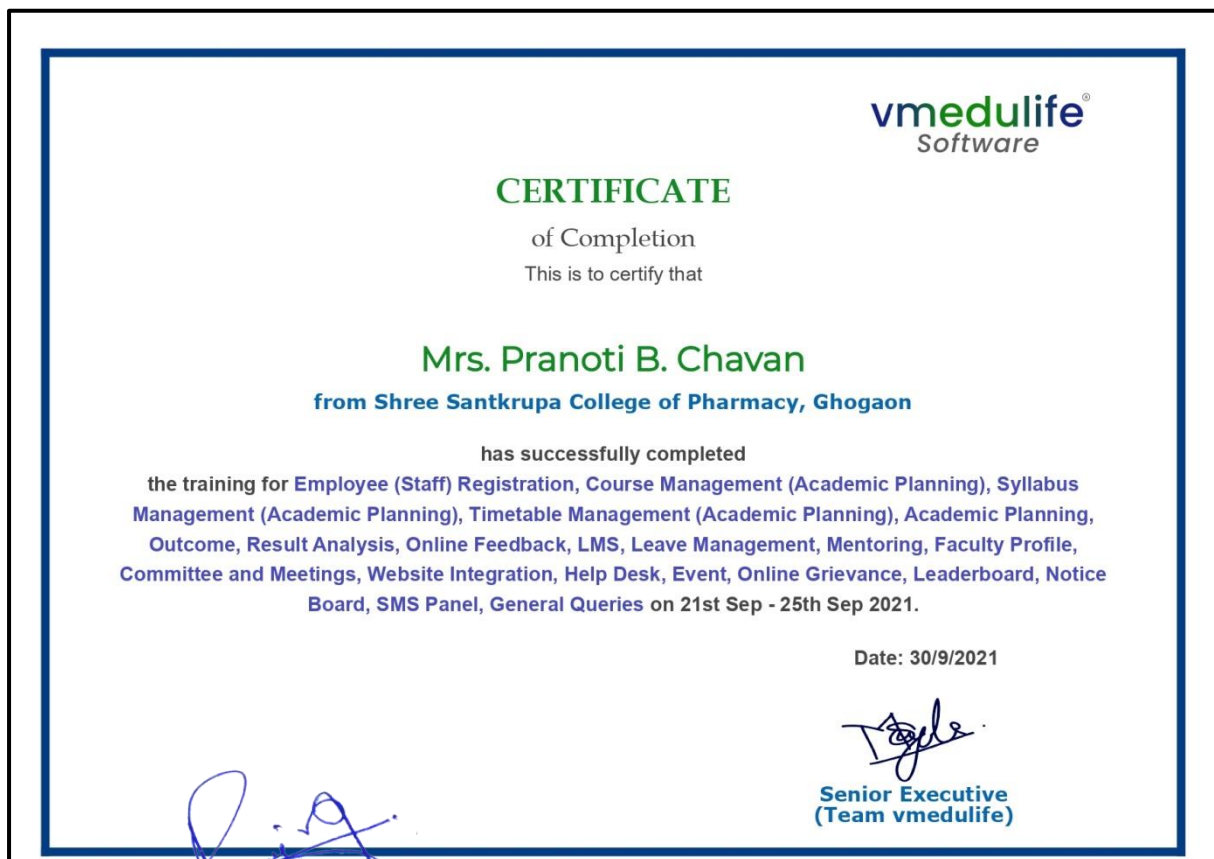 vmedulife®
Software
CERTIFICATE
of Completion
This is to certify that
Mrs. Pranoti B. Chavan
from Shree Santkrupa College of Pharmacy, Ghogaon
has successfully completed
the training for Employee (Staff) Registration, Course Management (Academic Planning), Syllabus
Management (Academic Planning), Timetable Management (Academic Planning), Academic Planning,
Outcome, Result Analysis, Online Feedback, LMS, Leave Management, Mentoring, Faculty Profile,
Committee and Meetings, Website Integration, Help Desk, Event, Online Grievance, Leaderboard, Notice
Board, SMS Panel, General Queries on 21st Sep - 25th Sep 2021.
Date: 30/9/2021
Senior Executive
(Team vmedulife)